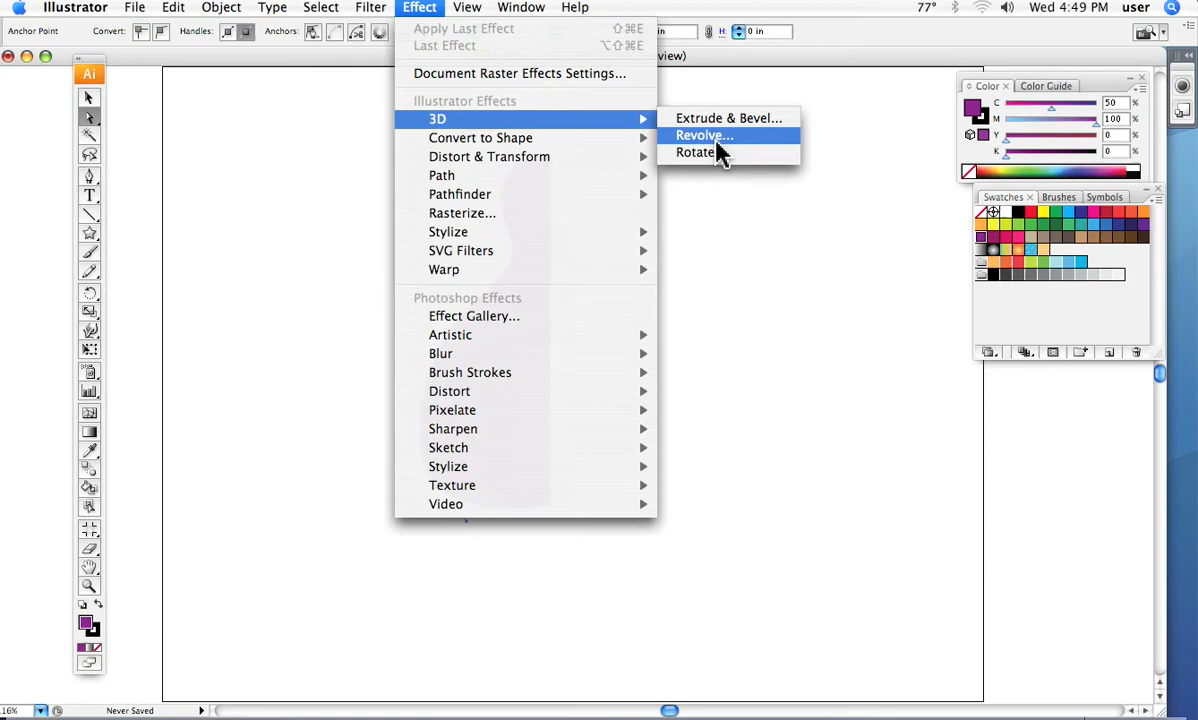 Illustrator File Edit Object Type Select Filter Effect View Window Help 77° Wed 4:49 PM user
Anchor Point Convert: Handles: Anchors: in H: 0 in
view)
Ai
Apply Last Effect ⇧⌘E
Last Effect ⌥⇧⌘E
Document Raster Effects Settings...
Illustrator Effects
3D
Convert to Shape
Distort & Transform
Path
Pathfinder
Rasterize...
Stylize
SVG Filters
Warp
Photoshop Effects
Effect Gallery...
Artistic
Blur
Brush Strokes
Distort
Pixelate
Sharpen
Sketch
Stylize
Texture
Video
Extrude & Bevel...
Revolve...
Rotate
Color Color Guide
C 50 %
M 100 %
Y 0 %
K 0 %
Swatches Brushes Symbols
T
.16% Never Saved